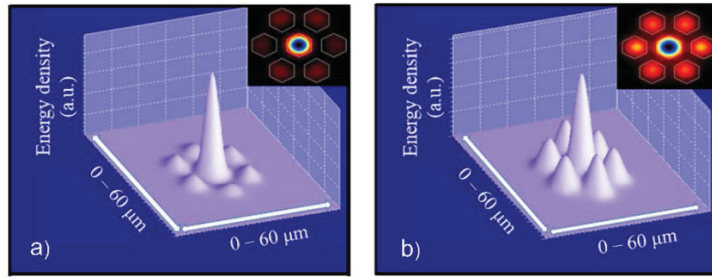 Energy density
(a.u.)
0 – 60 µm
0 – 60 µm
a)
Energy density
(a.u.)
0 – 60 µm
0 – 60 µm
b)